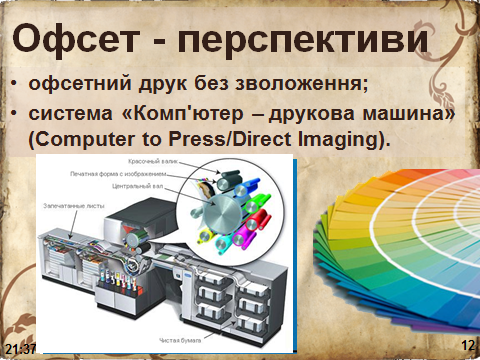 Офсет - перспективи
• офсетний друк без зволоження;
• система «Комп'ютер – друкова машина»
(Computer to Press/Direct Imaging).
Красочный валик
Печатная форма с изображением
Центральный вал
Запечатанные листы
Чистая бумага
21:37
12